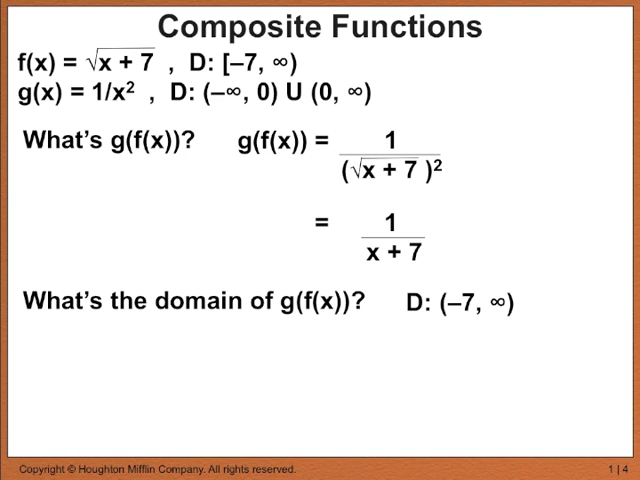 Composite Functions
f(x) = √x + 7 , D: [–7, ∞)
g(x) = 1/x² , D: (–∞, 0) U (0, ∞)
What's g(f(x))? g(f(x)) = 1
(√x + 7 )²
= 1
x + 7
What's the domain of g(f(x))? D: (–7, ∞)
Copyright © Houghton Mifflin Company. All rights reserved. 1 | 4